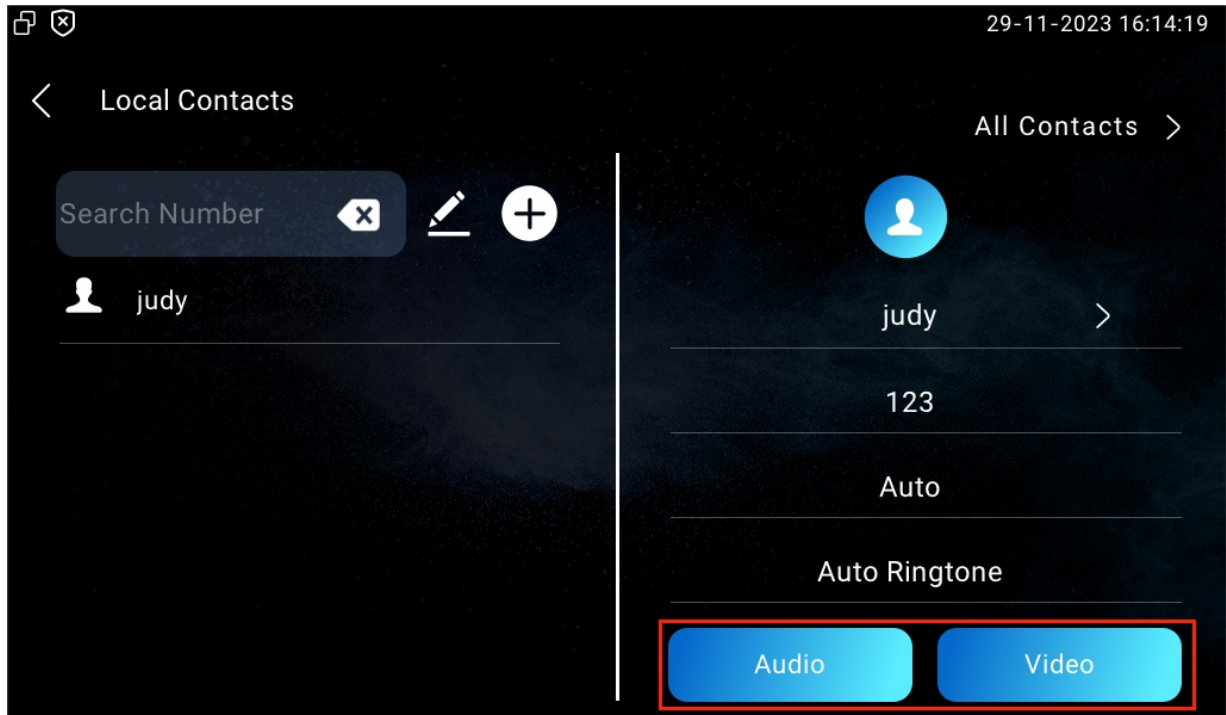 29-11-2023 16:14:19
Local Contacts
All Contacts
Search Number
judy
judy
123
Auto
Auto Ringtone
Audio
Video